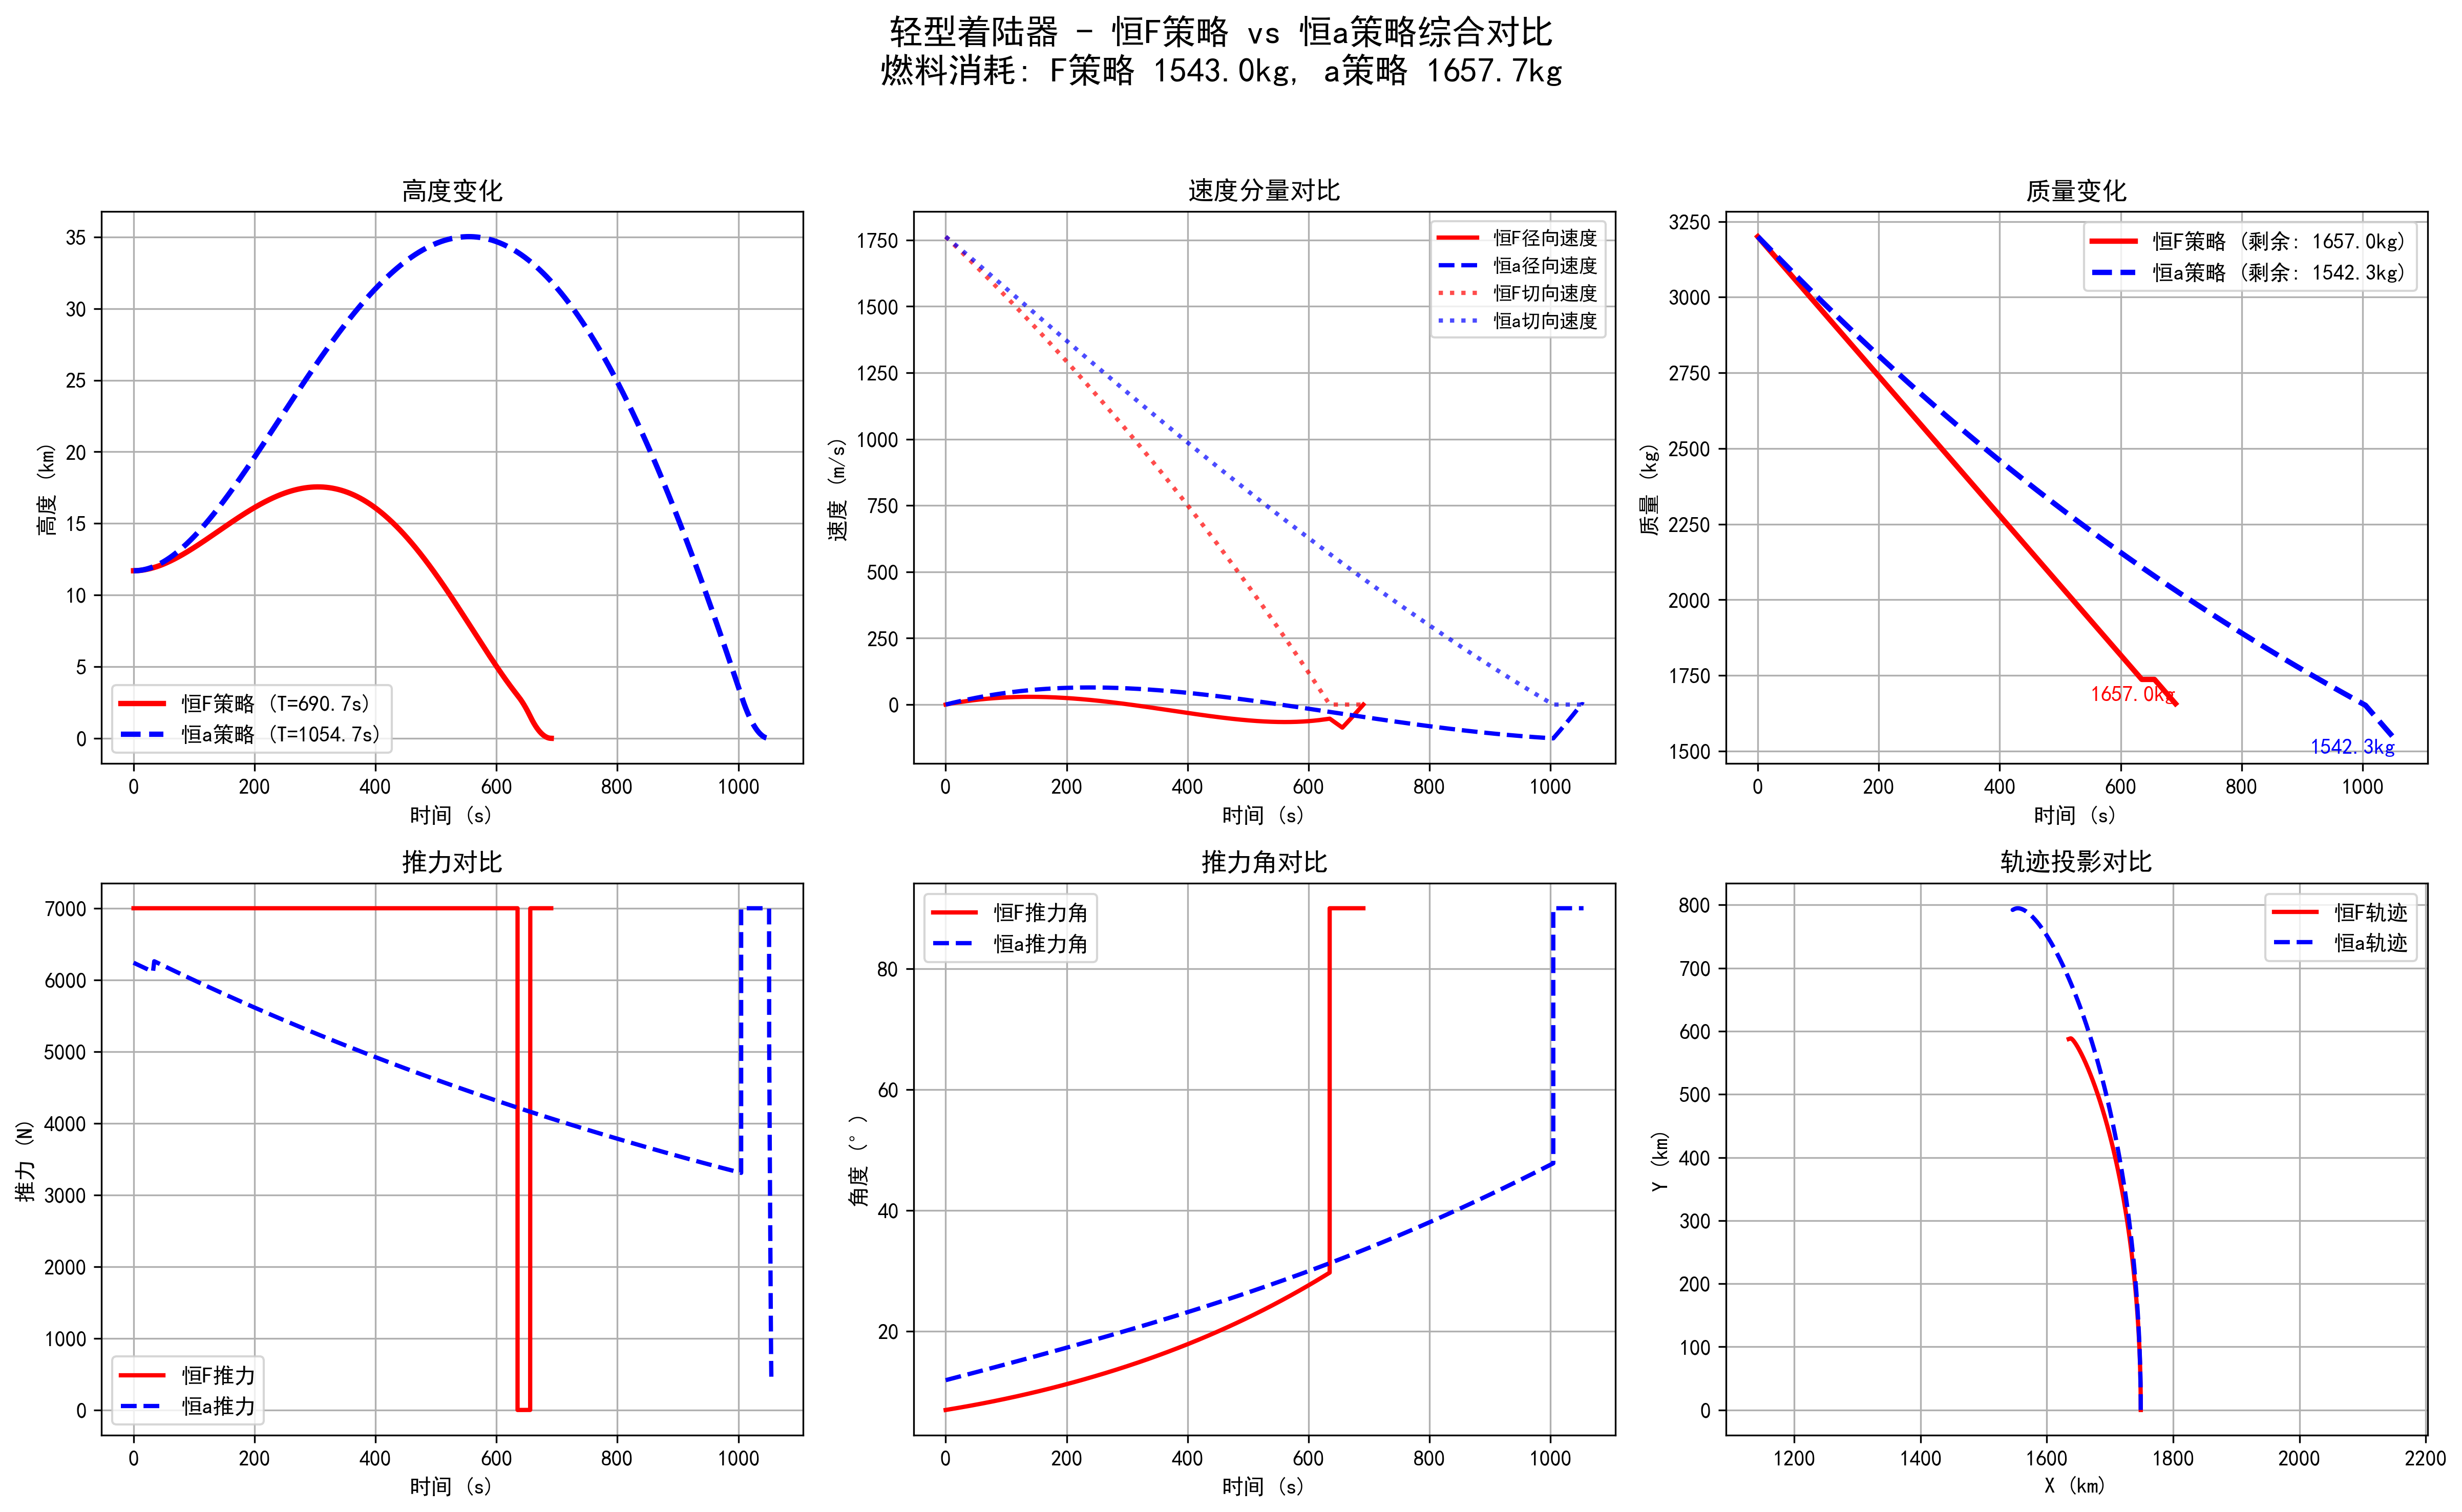 轻型着陆器 - 恒F策略 vs 恒a策略综合对比
燃料消耗: F策略 1543.0kg, a策略 1657.7kg
高度变化
高度 (km)
35
30
25
20
15
10
5
0
恒F策略 (T=690.7s)
恒a策略 (T=1054.7s)
0 200 400 600 800 1000
时间 (s)
速度分量对比
速度 (m/s)
1750
1500
1250
1000
750
500
250
0
恒F径向速度
恒a径向速度
恒F切向速度
恒a切向速度
0 200 400 600 800 1000
时间 (s)
质量变化
质量 (kg)
3250
3000
2750
2500
2250
2000
1750
1500
恒F策略 (剩余: 1657.0kg)
恒a策略 (剩余: 1542.3kg)
1657.0kg
1542.3kg
0 200 400 600 800 1000
时间 (s)
推力对比
推力 (N)
7000
6000
5000
4000
3000
2000
1000
0
恒F推力
恒a推力
0 200 400 600 800 1000
时间 (s)
推力角对比
角度 (°)
80
60
40
20
恒F推力角
恒a推力角
0 200 400 600 800 1000
时间 (s)
轨迹投影对比
Y (km)
800
700
600
500
400
300
200
100
0
恒F轨迹
恒a轨迹
1200 1400 1600 1800 2000 2200
X (km)